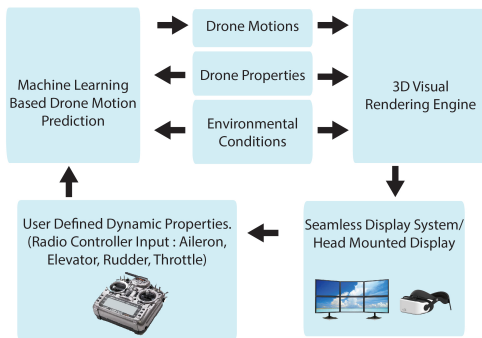 Machine Learning
Based Drone Motion
Prediction
Drone Motions
Drone Properties
Environmental
Conditions
3D Visual
Rendering Engine
User Defined Dynamic Properties.
(Radio Controller Input : Aileron,
Elevator, Rudder, Throttle)
Seamless Display System/
Head Mounted Display